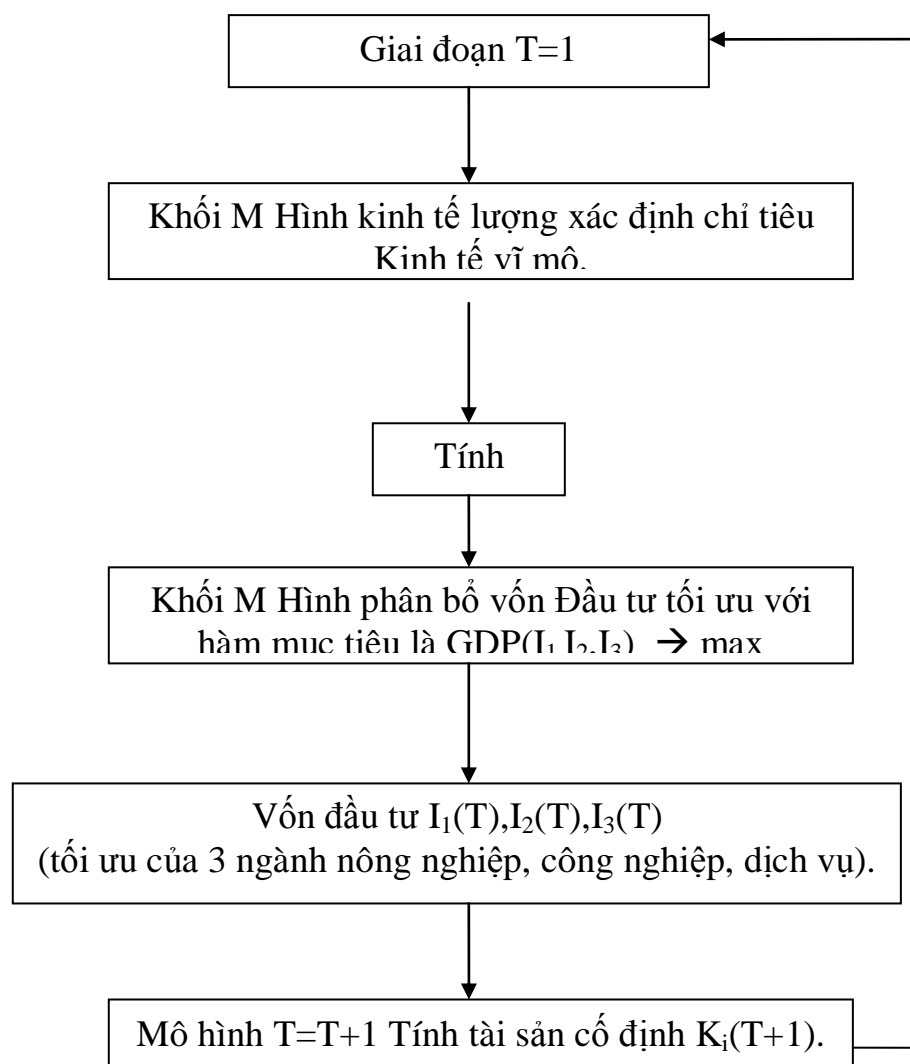 Giai đoạn T=1
Khối M Hình kinh tế lượng xác định chỉ tiêu
Kinh tế vĩ mô.
Tính
Khối M Hình phân bổ vốn Đầu tư tối ưu với
hàm mục tiêu là GDP(I₁,I₂,I₃) → max
Vốn đầu tư I₁(T),I₂(T),I₃(T)
(tối ưu của 3 ngành nông nghiệp, công nghiệp, dịch vụ).
Mô hình T=T+1 Tính tài sản cố định Kᵢ(T+1).